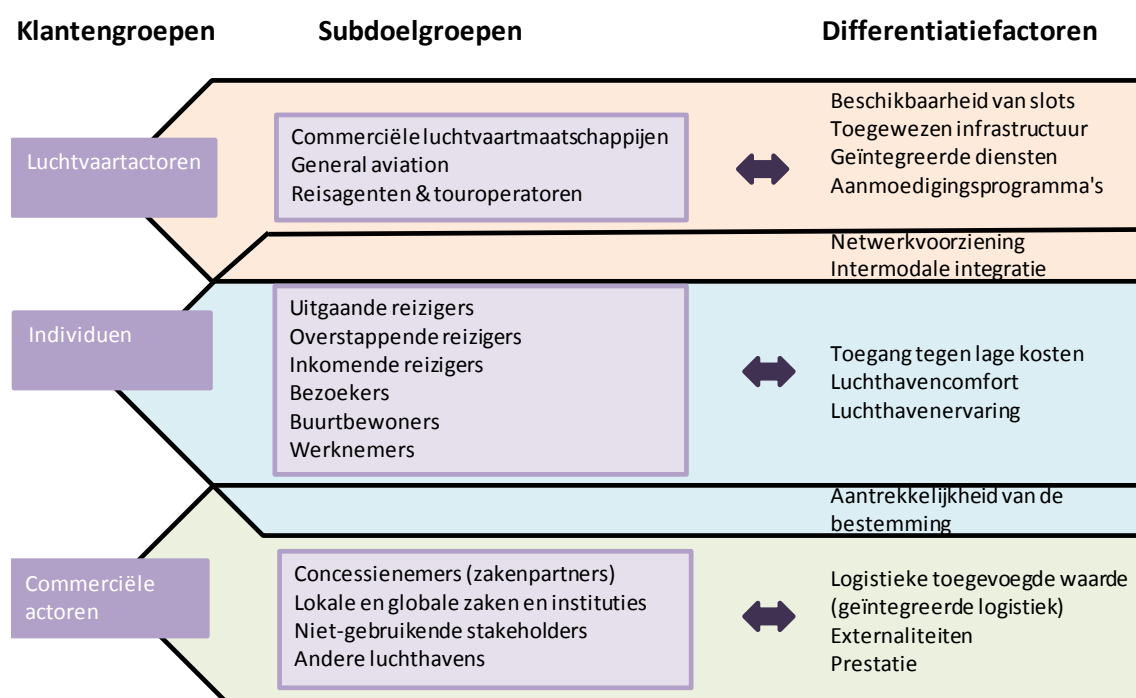 Klantengroepen
Subdoelgroepen
Differentiatiefactoren
Luchtvaartactoren
Commerciële luchtvaartmaatschappijen
General aviation
Reisagenten & touroperatoren
Beschikbaarheid van slots
Toegewezen infrastructuur
Geïntegreerde diensten
Aanmoedigingsprogramma's
Netwerkvoorziening
Intermodale integratie
Individuen
Uitgaande reizigers
Overstappende reizigers
Inkomende reizigers
Bezoekers
Buurtbewoners
Werknemers
Toegang tegen lage kosten
Luchthavencomfort
Luchthavenervaring
Aantrekkelijkheid van de
bestemming
Commerciële
actoren
Concessienemers (zakenpartners)
Lokale en globale zaken en instituties
Niet-gebruikende stakeholders
Andere luchthavens
Logistieke toegevoegde waarde
(geïntegreerde logistiek)
Externaliteiten
Prestatie